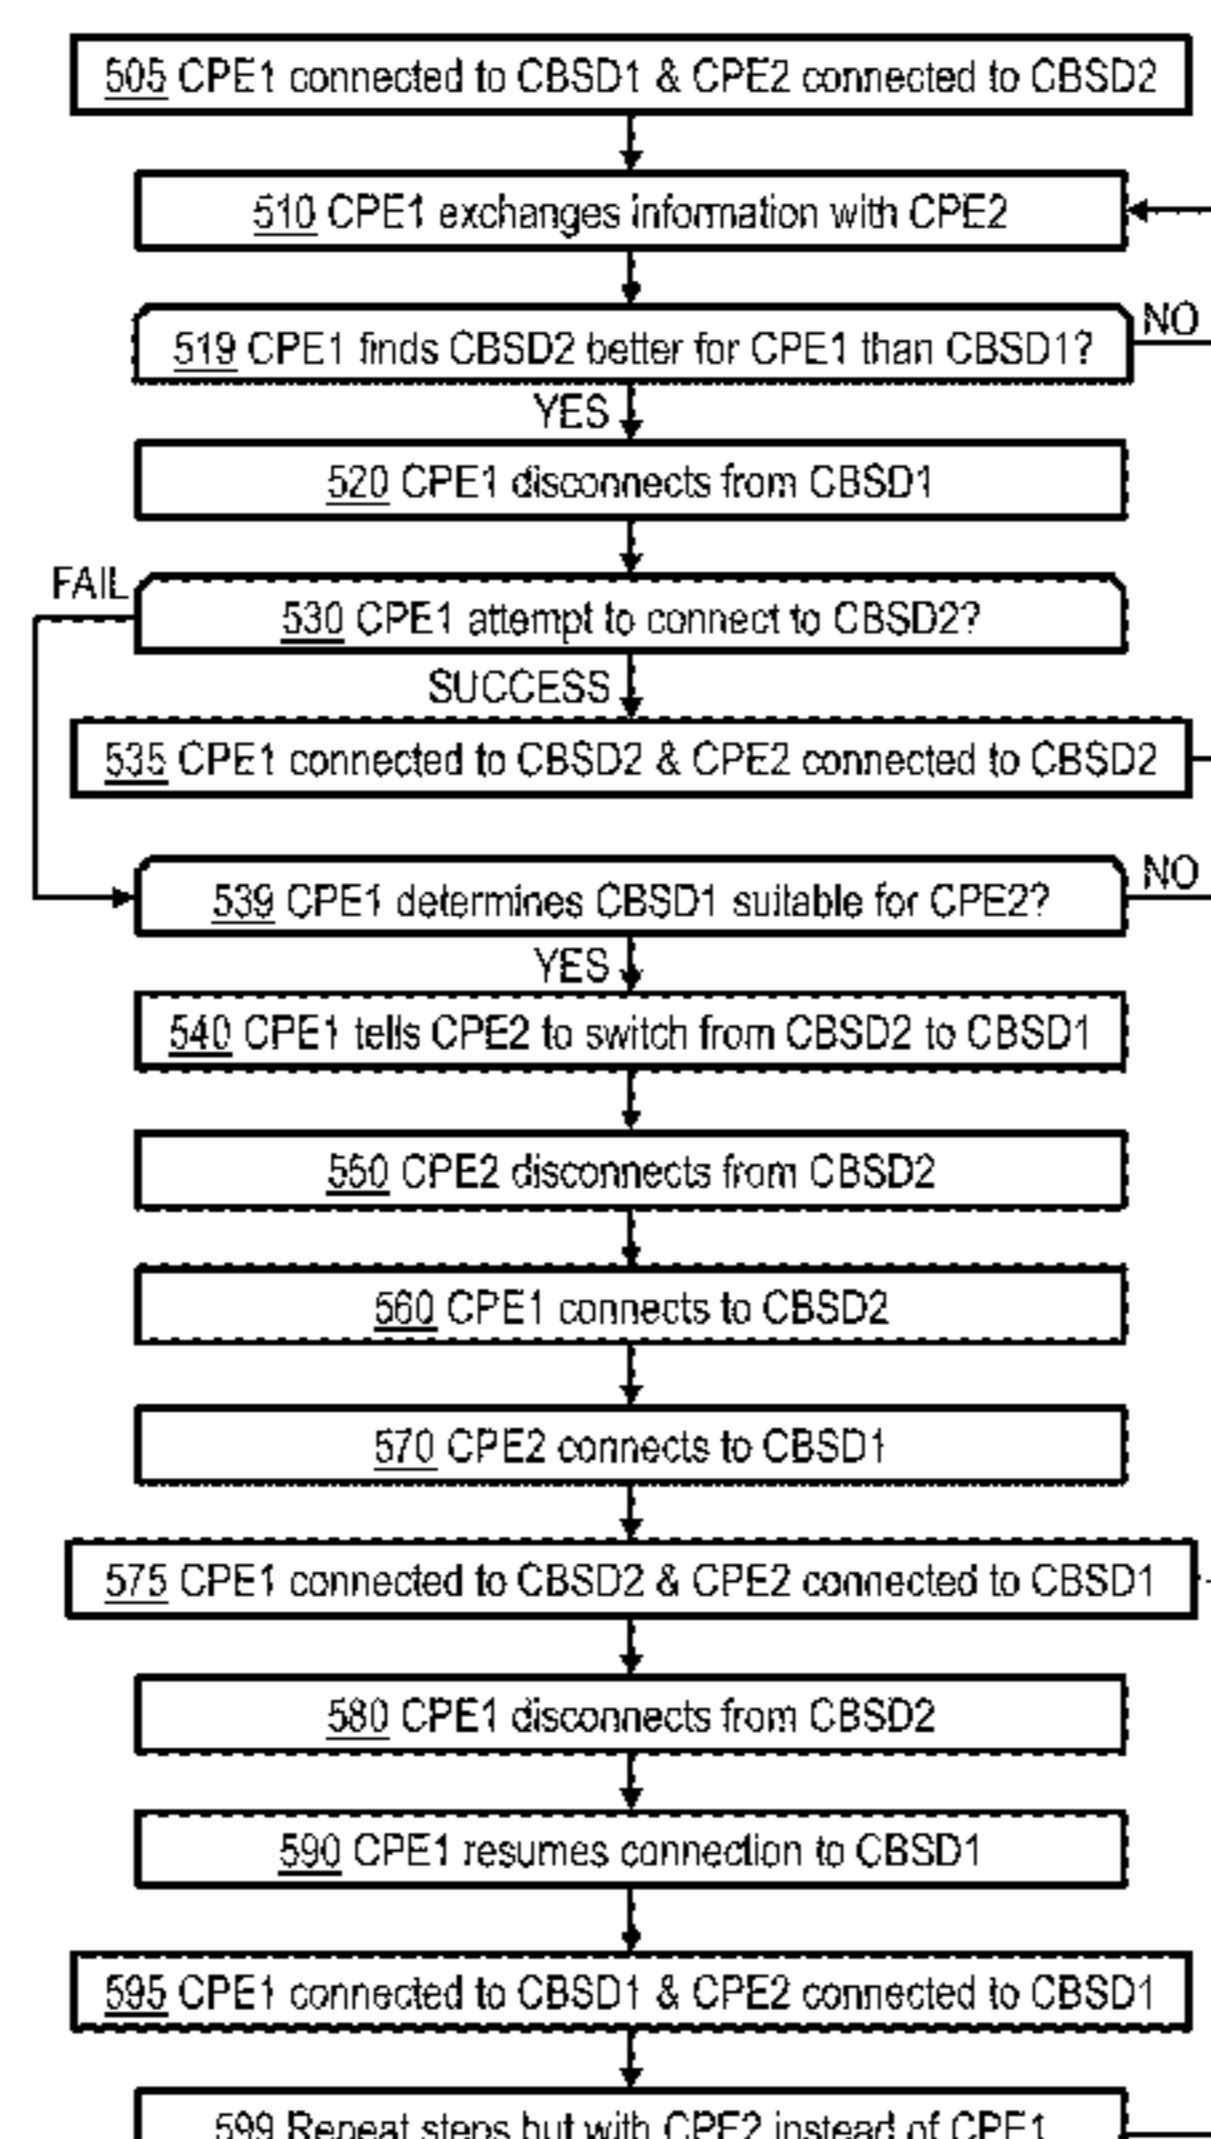 505 CPE1 connected to CBSD1 & CPE2 connected to CBSD2
510 CPE1 exchanges information with CPE2
519 CPE1 finds CBSD2 better for CPE1 than CBSD1?
NO
YES
520 CPE1 disconnects from CBSD1
FAIL
530 CPE1 attempt to connect to CBSD2?
SUCCESS
535 CPE1 connected to CBSD2 & CPE2 connected to CBSD2
539 CPE1 determines CBSD1 suitable for CPE2?
NO
YES
540 CPE1 tells CPE2 to switch from CBSD2 to CBSD1
550 CPE2 disconnects from CBSD2
560 CPE1 connects to CBSD2
570 CPE2 connects to CBSD1
575 CPE1 connected to CBSD2 & CPE2 connected to CBSD1
580 CPE1 disconnects from CBSD2
590 CPE1 resumes connection to CBSD1
595 CPE1 connected to CBSD1 & CPE2 connected to CBSD1
599 Repeat steps but with CPE2 instead of CPE1